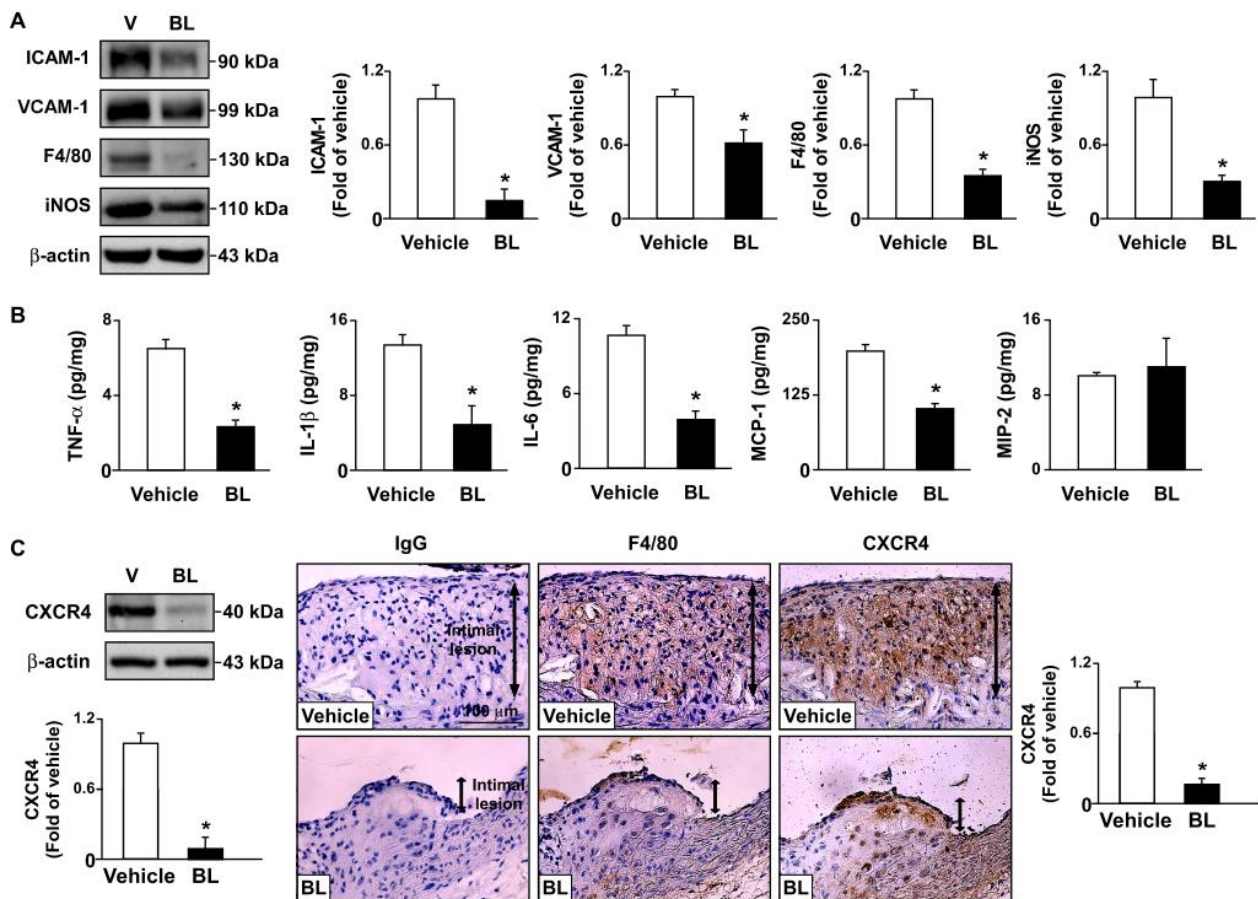 A
V BL
ICAM-1
90 kDa
VCAM-1
99 kDa
F4/80
130 kDa
iNOS
110 kDa
β-actin
43 kDa
ICAM-1
(Fold of vehicle)
1.2
0.6
0
*
Vehicle BL
VCAM-1
(Fold of vehicle)
1.2
0.6
0
*
Vehicle BL
F4/80
(Fold of vehicle)
1.2
0.6
0
*
Vehicle BL
iNOS
(Fold of vehicle)
1.2
0.6
0
*
Vehicle BL
B
TNF-α (pg/mg)
8
4
0
*
Vehicle BL
IL-1β (pg/mg)
16
8
0
*
Vehicle BL
IL-6 (pg/mg)
12
6
0
*
Vehicle BL
MCP-1 (pg/mg)
250
125
0
*
Vehicle BL
MIP-2 (pg/mg)
16
8
0
Vehicle BL
C
V BL
CXCR4
40 kDa
β-actin
43 kDa
CXCR4
(Fold of vehicle)
1.2
0.6
0
*
Vehicle BL
IgG F4/80 CXCR4
Intimal
lesion
100 μm
Vehicle
Vehicle
Vehicle
Intimal
lesion
BL
BL
BL
CXCR4
(Fold of vehicle)
1.2
0.6
0
*
Vehicle BL